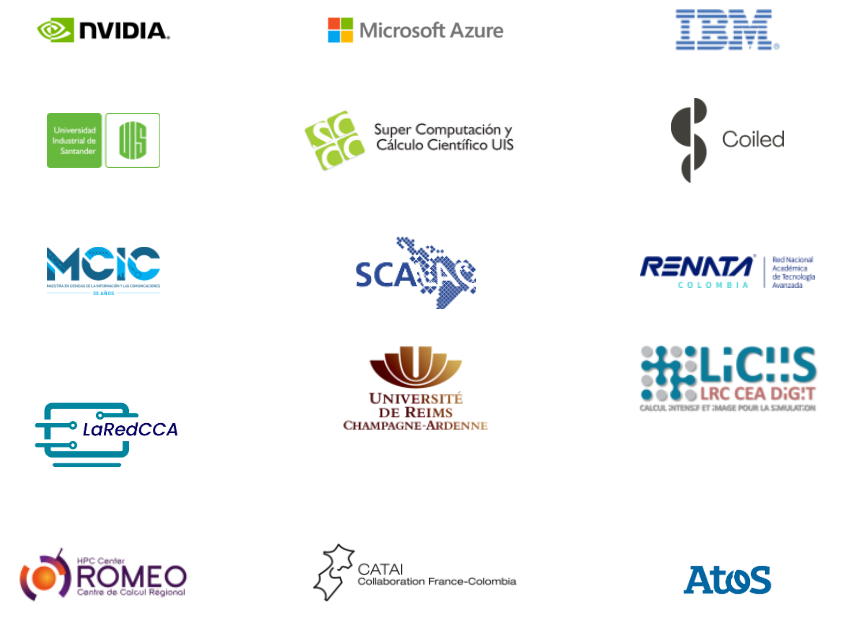 NVIDIA.
Microsoft Azure
IBM®
Universidad
Industrial de
Santander
UIS
SC
CC
Super Computación y
Cálculo Científico UIS
Coiled
MCIC
MAESTRÍA EN CIENCIAS DE LA INFORMACIÓN Y LAS COMUNICACIONES
30 AÑOS
SCALAC
RENATA
COLOMBIA
Red Nacional
Académica
de Tecnología
Avanzada
UNIVERSITÉ
DE REIMS
CHAMPAGNE-ARDENNE
LiCIIS
LRC CEA DiGIT
CALCUL INTENSIF ET IMAGE POUR LA SIMULATION
LaRedCCA
HPC Center
ROMEO
Centre de Calcul Régional
CATAI
Collaboration France-Colombia
Atos